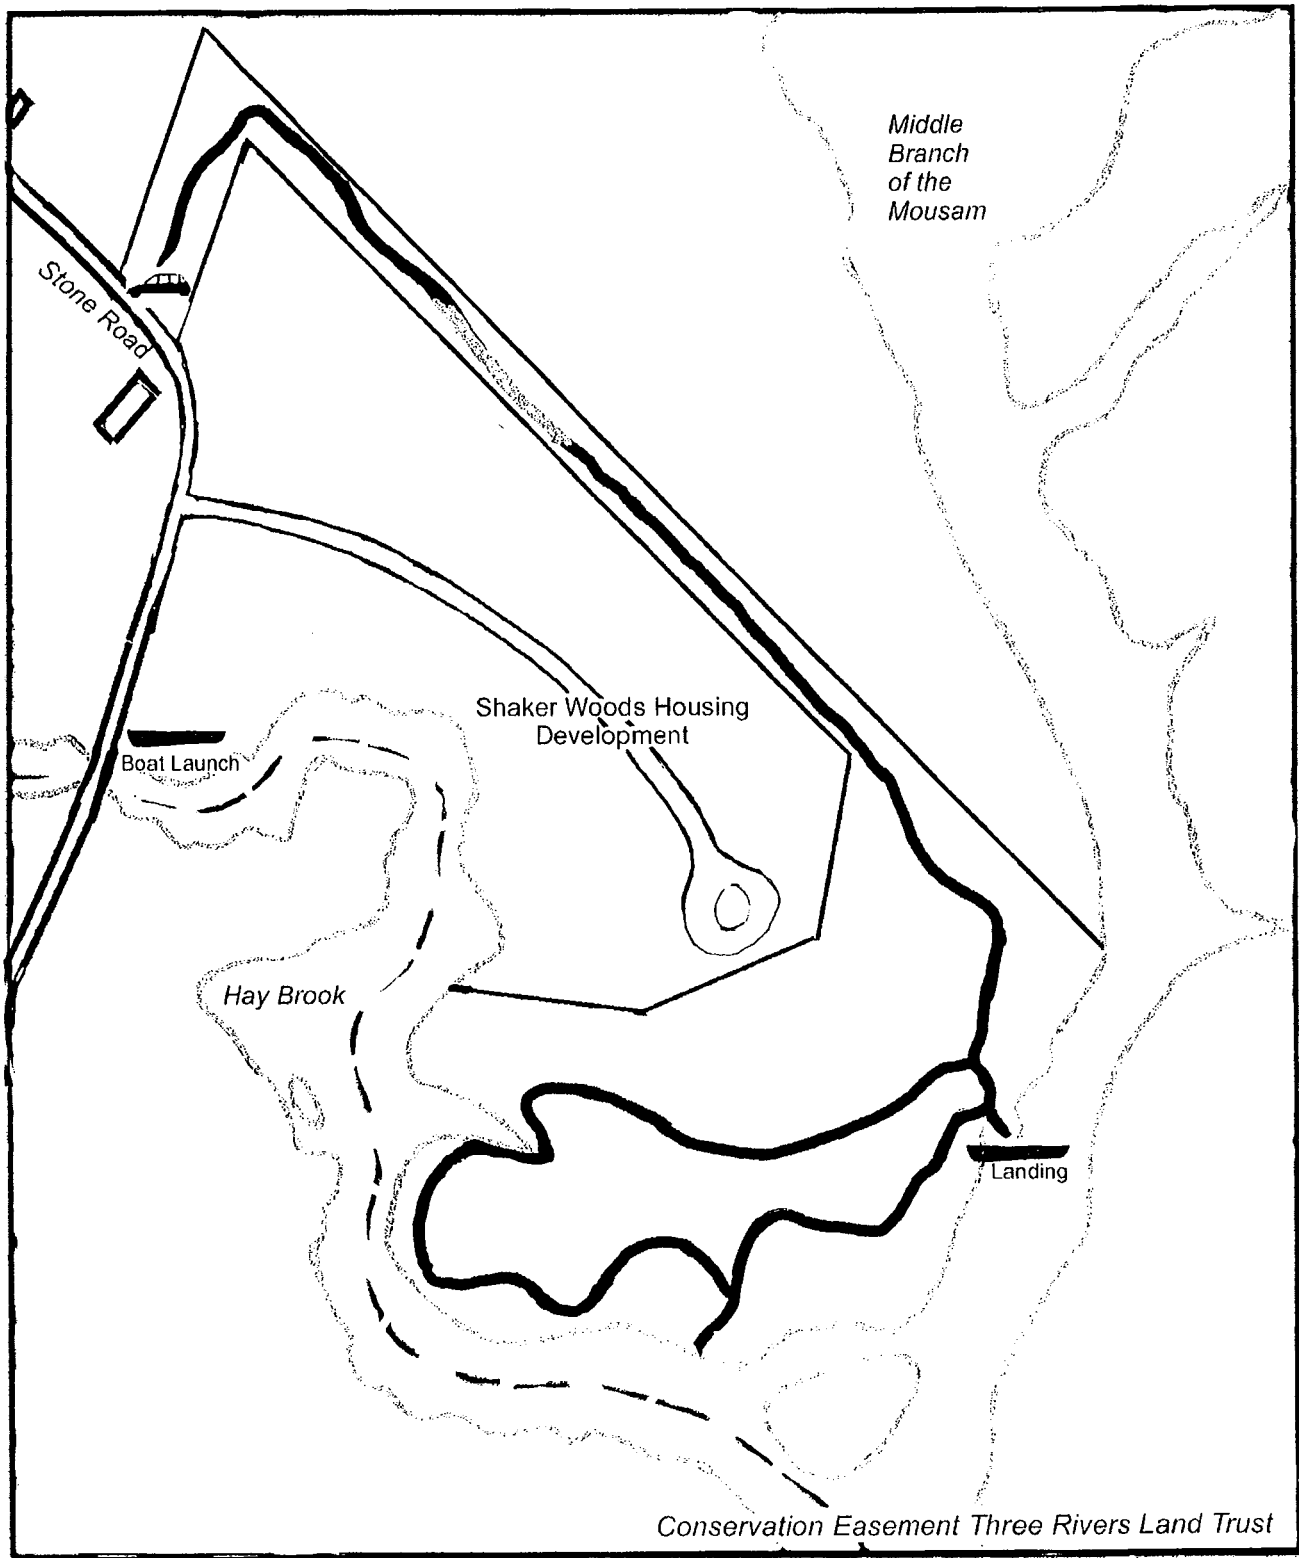 Middle
Branch
of the
Mousam
Stone Road
Shaker Woods Housing
Development
Boat Launch
Hay Brook
Landing
Conservation Easement Three Rivers Land Trust